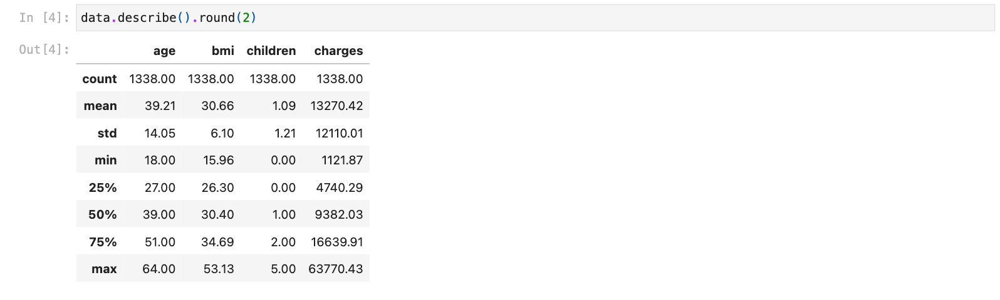 In [4]: data.describe().round(2)
Out[4]:
age bmi children charges
count 1338.00 1338.00 1338.00 1338.00
mean 39.21 30.66 1.09 13270.42
std 14.05 6.10 1.21 12110.01
min 18.00 15.96 0.00 1121.87
25% 27.00 26.30 0.00 4740.29
50% 39.00 30.40 1.00 9382.03
75% 51.00 34.69 2.00 16639.91
max 64.00 53.13 5.00 63770.43